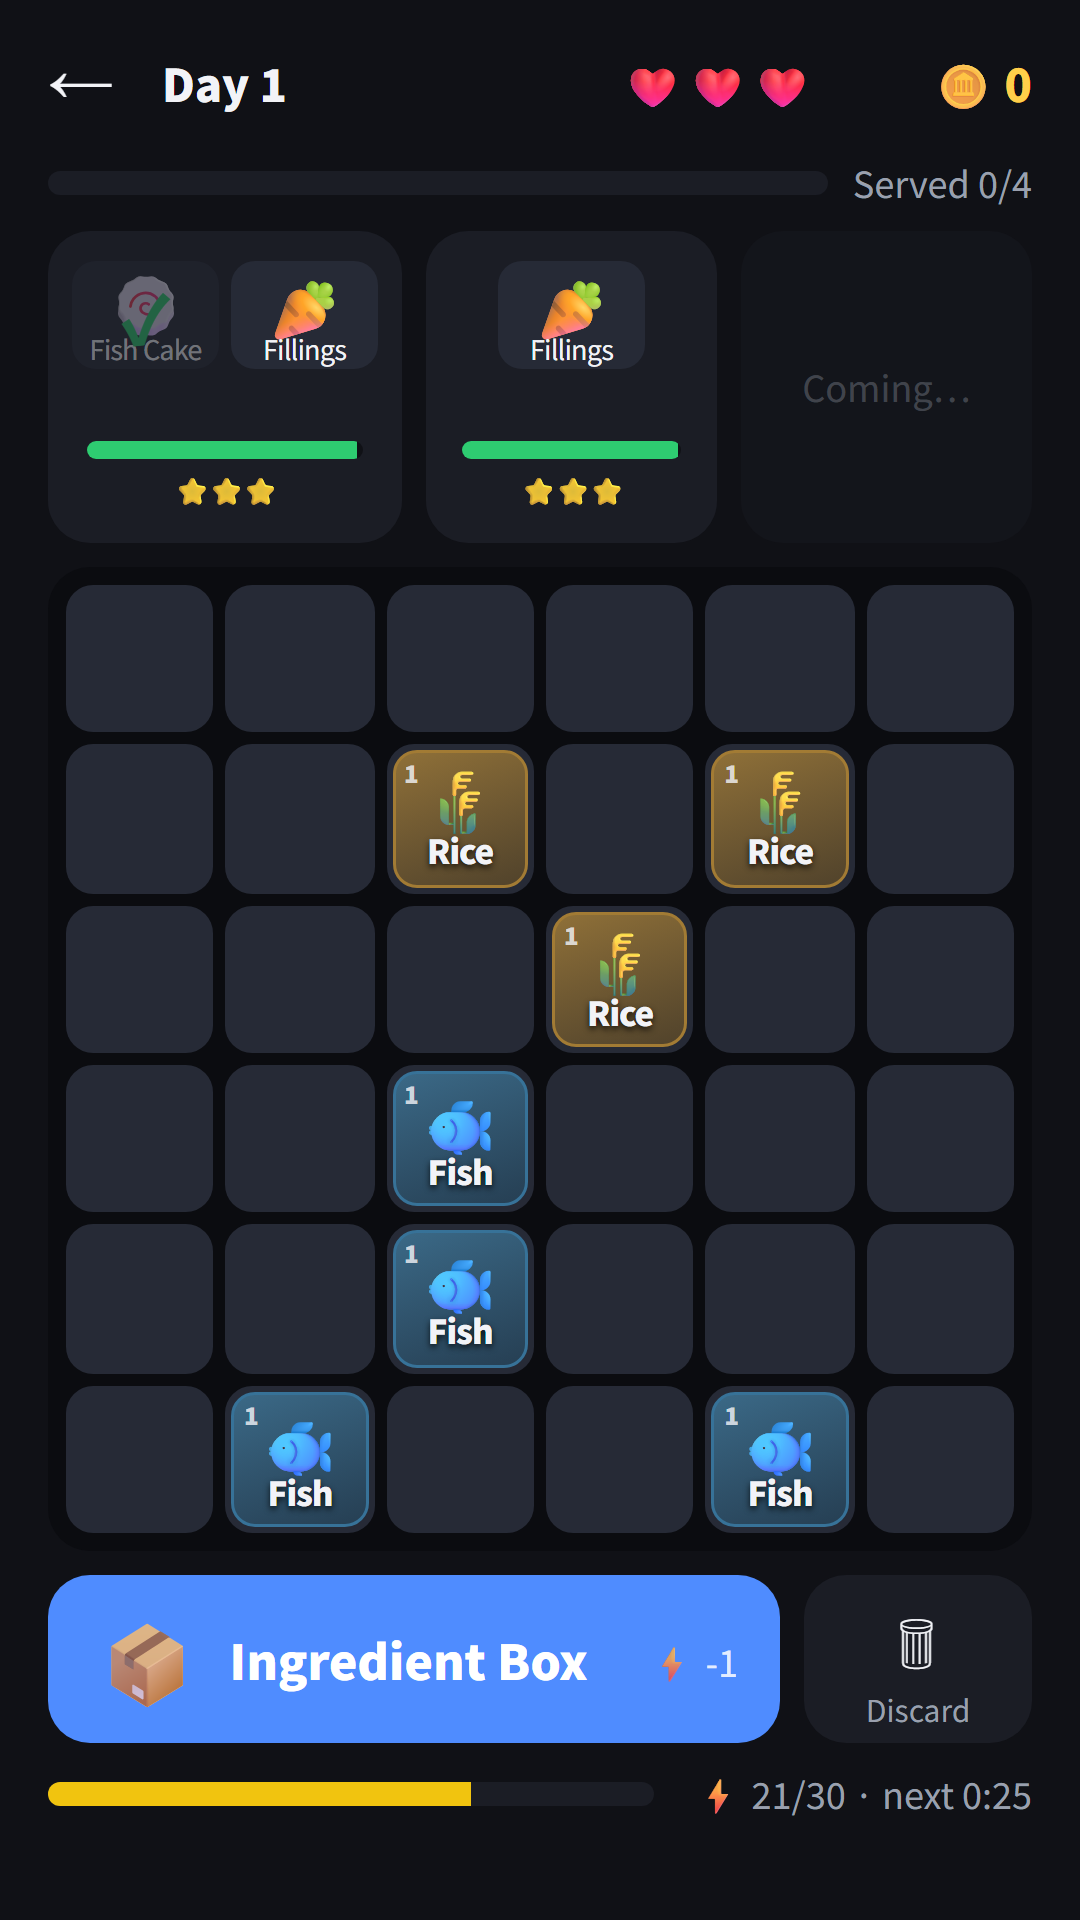 Day 1
0
Served 0/4
Fish Cake
Fillings
Fillings
Coming…
1
Rice
1
Rice
1
Rice
1
Fish
1
Fish
1
Fish
1
Fish
Ingredient Box
-1
Discard
21/30 · next 0:25